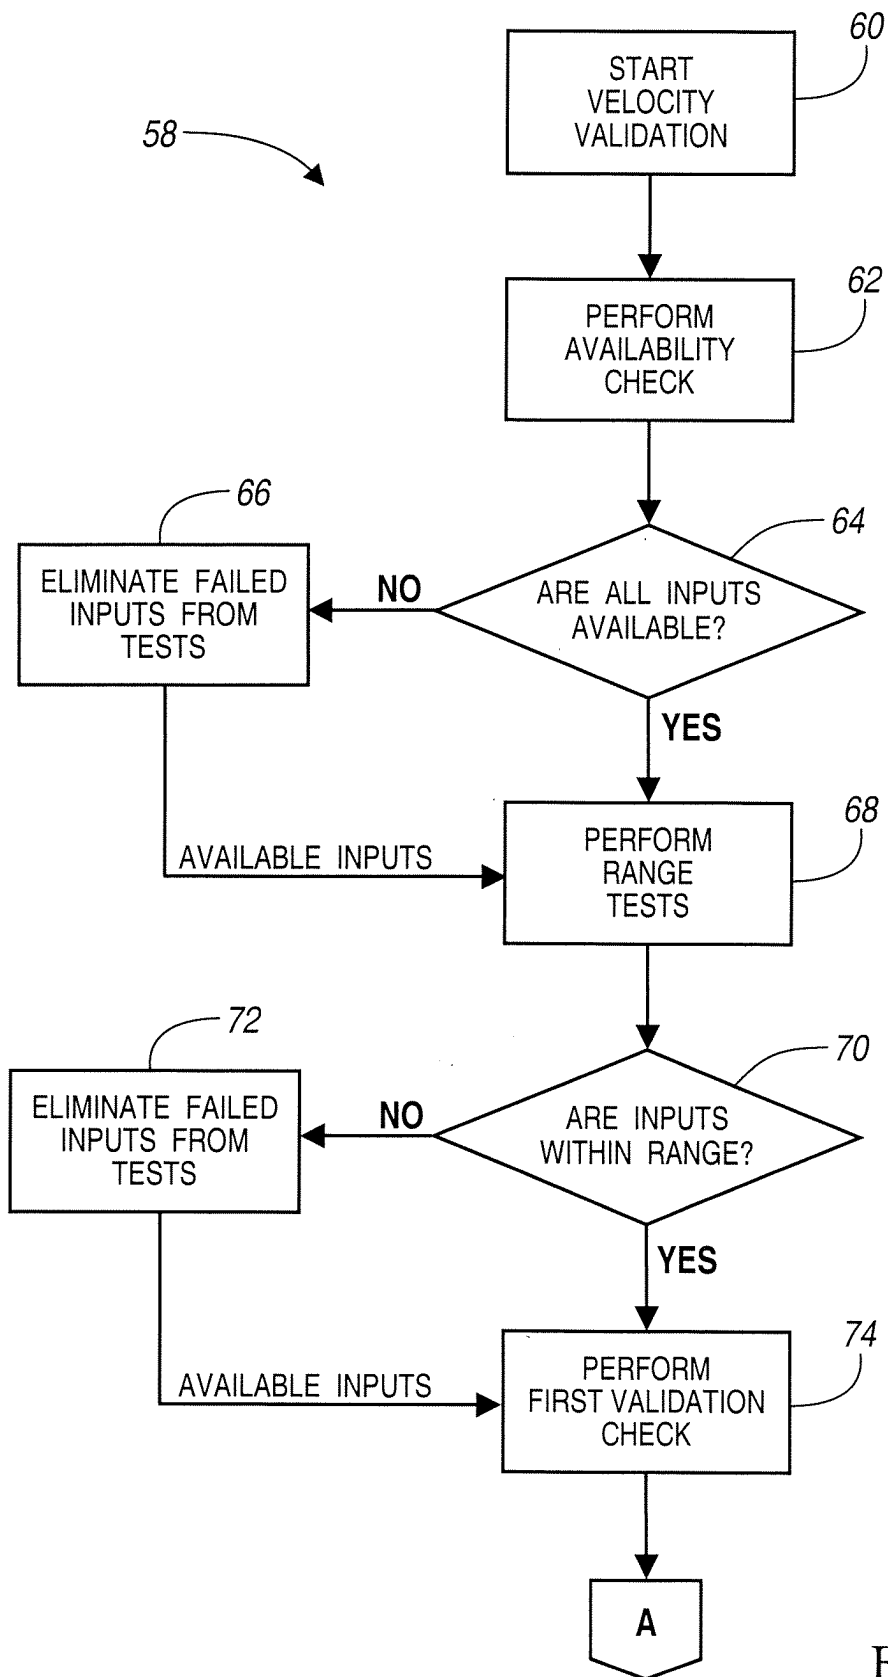 60
START
VELOCITY
VALIDATION
58
62
PERFORM
AVAILABILITY
CHECK
66
64
ELIMINATE FAILED
INPUTS FROM
TESTS
NO
ARE ALL INPUTS
AVAILABLE?
YES
68
PERFORM
RANGE
TESTS
AVAILABLE INPUTS
72
70
ELIMINATE FAILED
INPUTS FROM
TESTS
NO
ARE INPUTS
WITHIN RANGE?
YES
74
PERFORM
FIRST VALIDATION
CHECK
AVAILABLE INPUTS
A